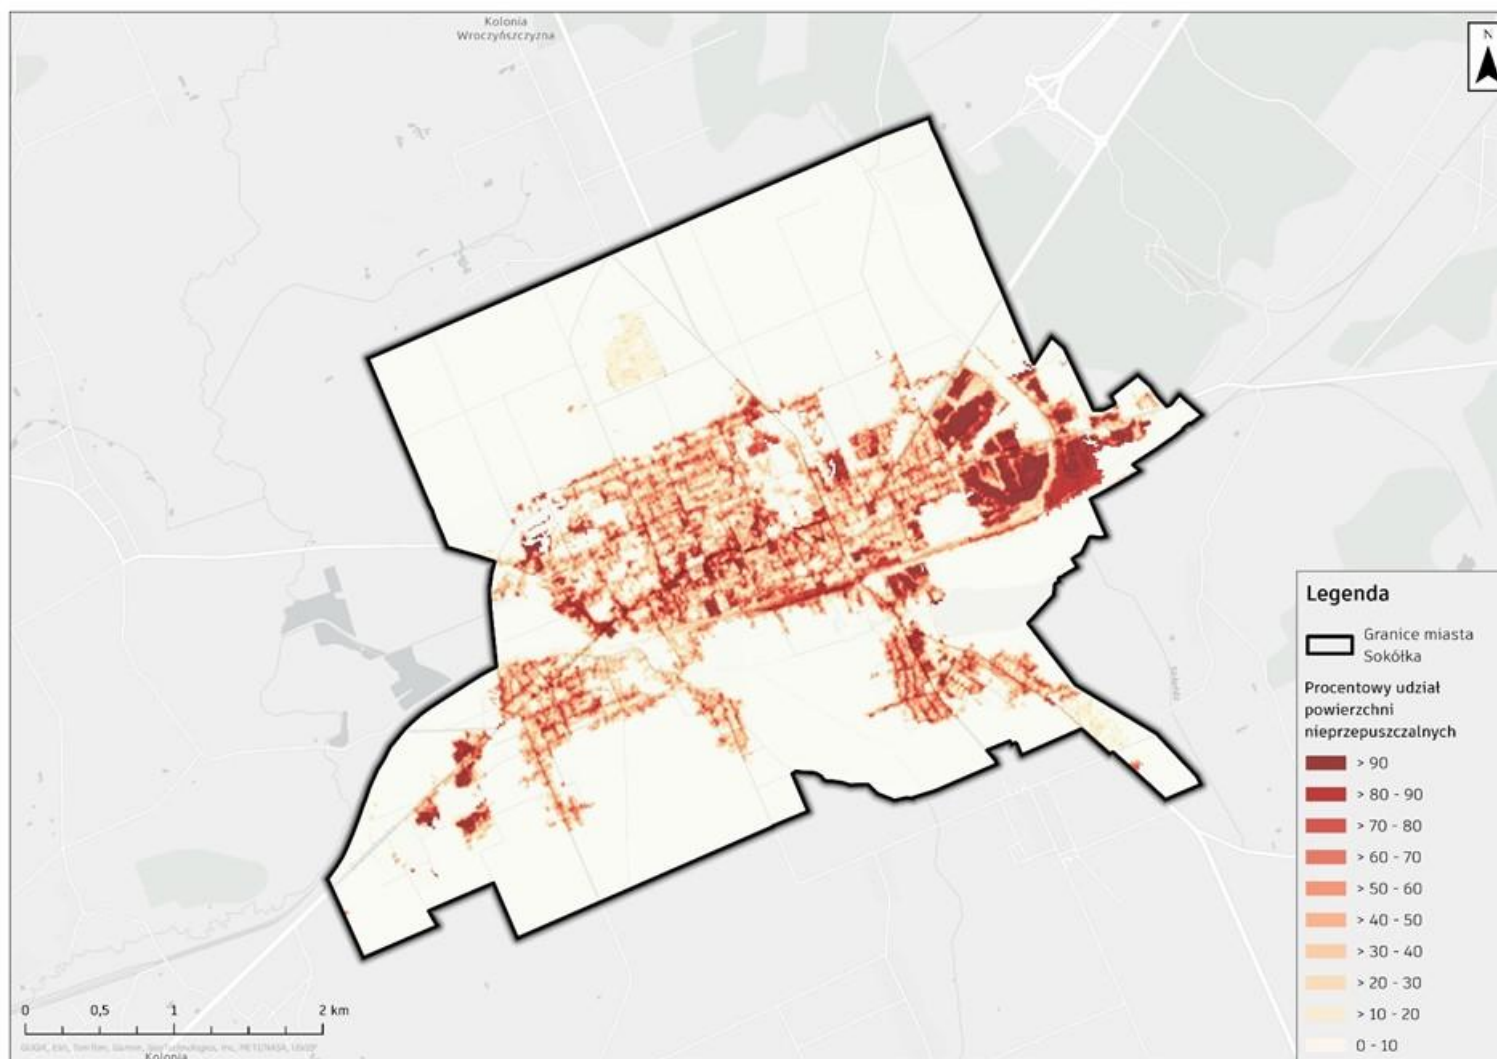 Kolonia
Wroczyńszczyzna
N
Legenda
Granice miasta
Sokółka
Procentowy udział
powierzchni
nieprzepuszczalnych
> 90
> 80 - 90
> 70 - 80
> 60 - 70
> 50 - 60
> 40 - 50
> 30 - 40
> 20 - 30
> 10 - 20
0 - 10
0 0,5 1 2 km
Kolonia